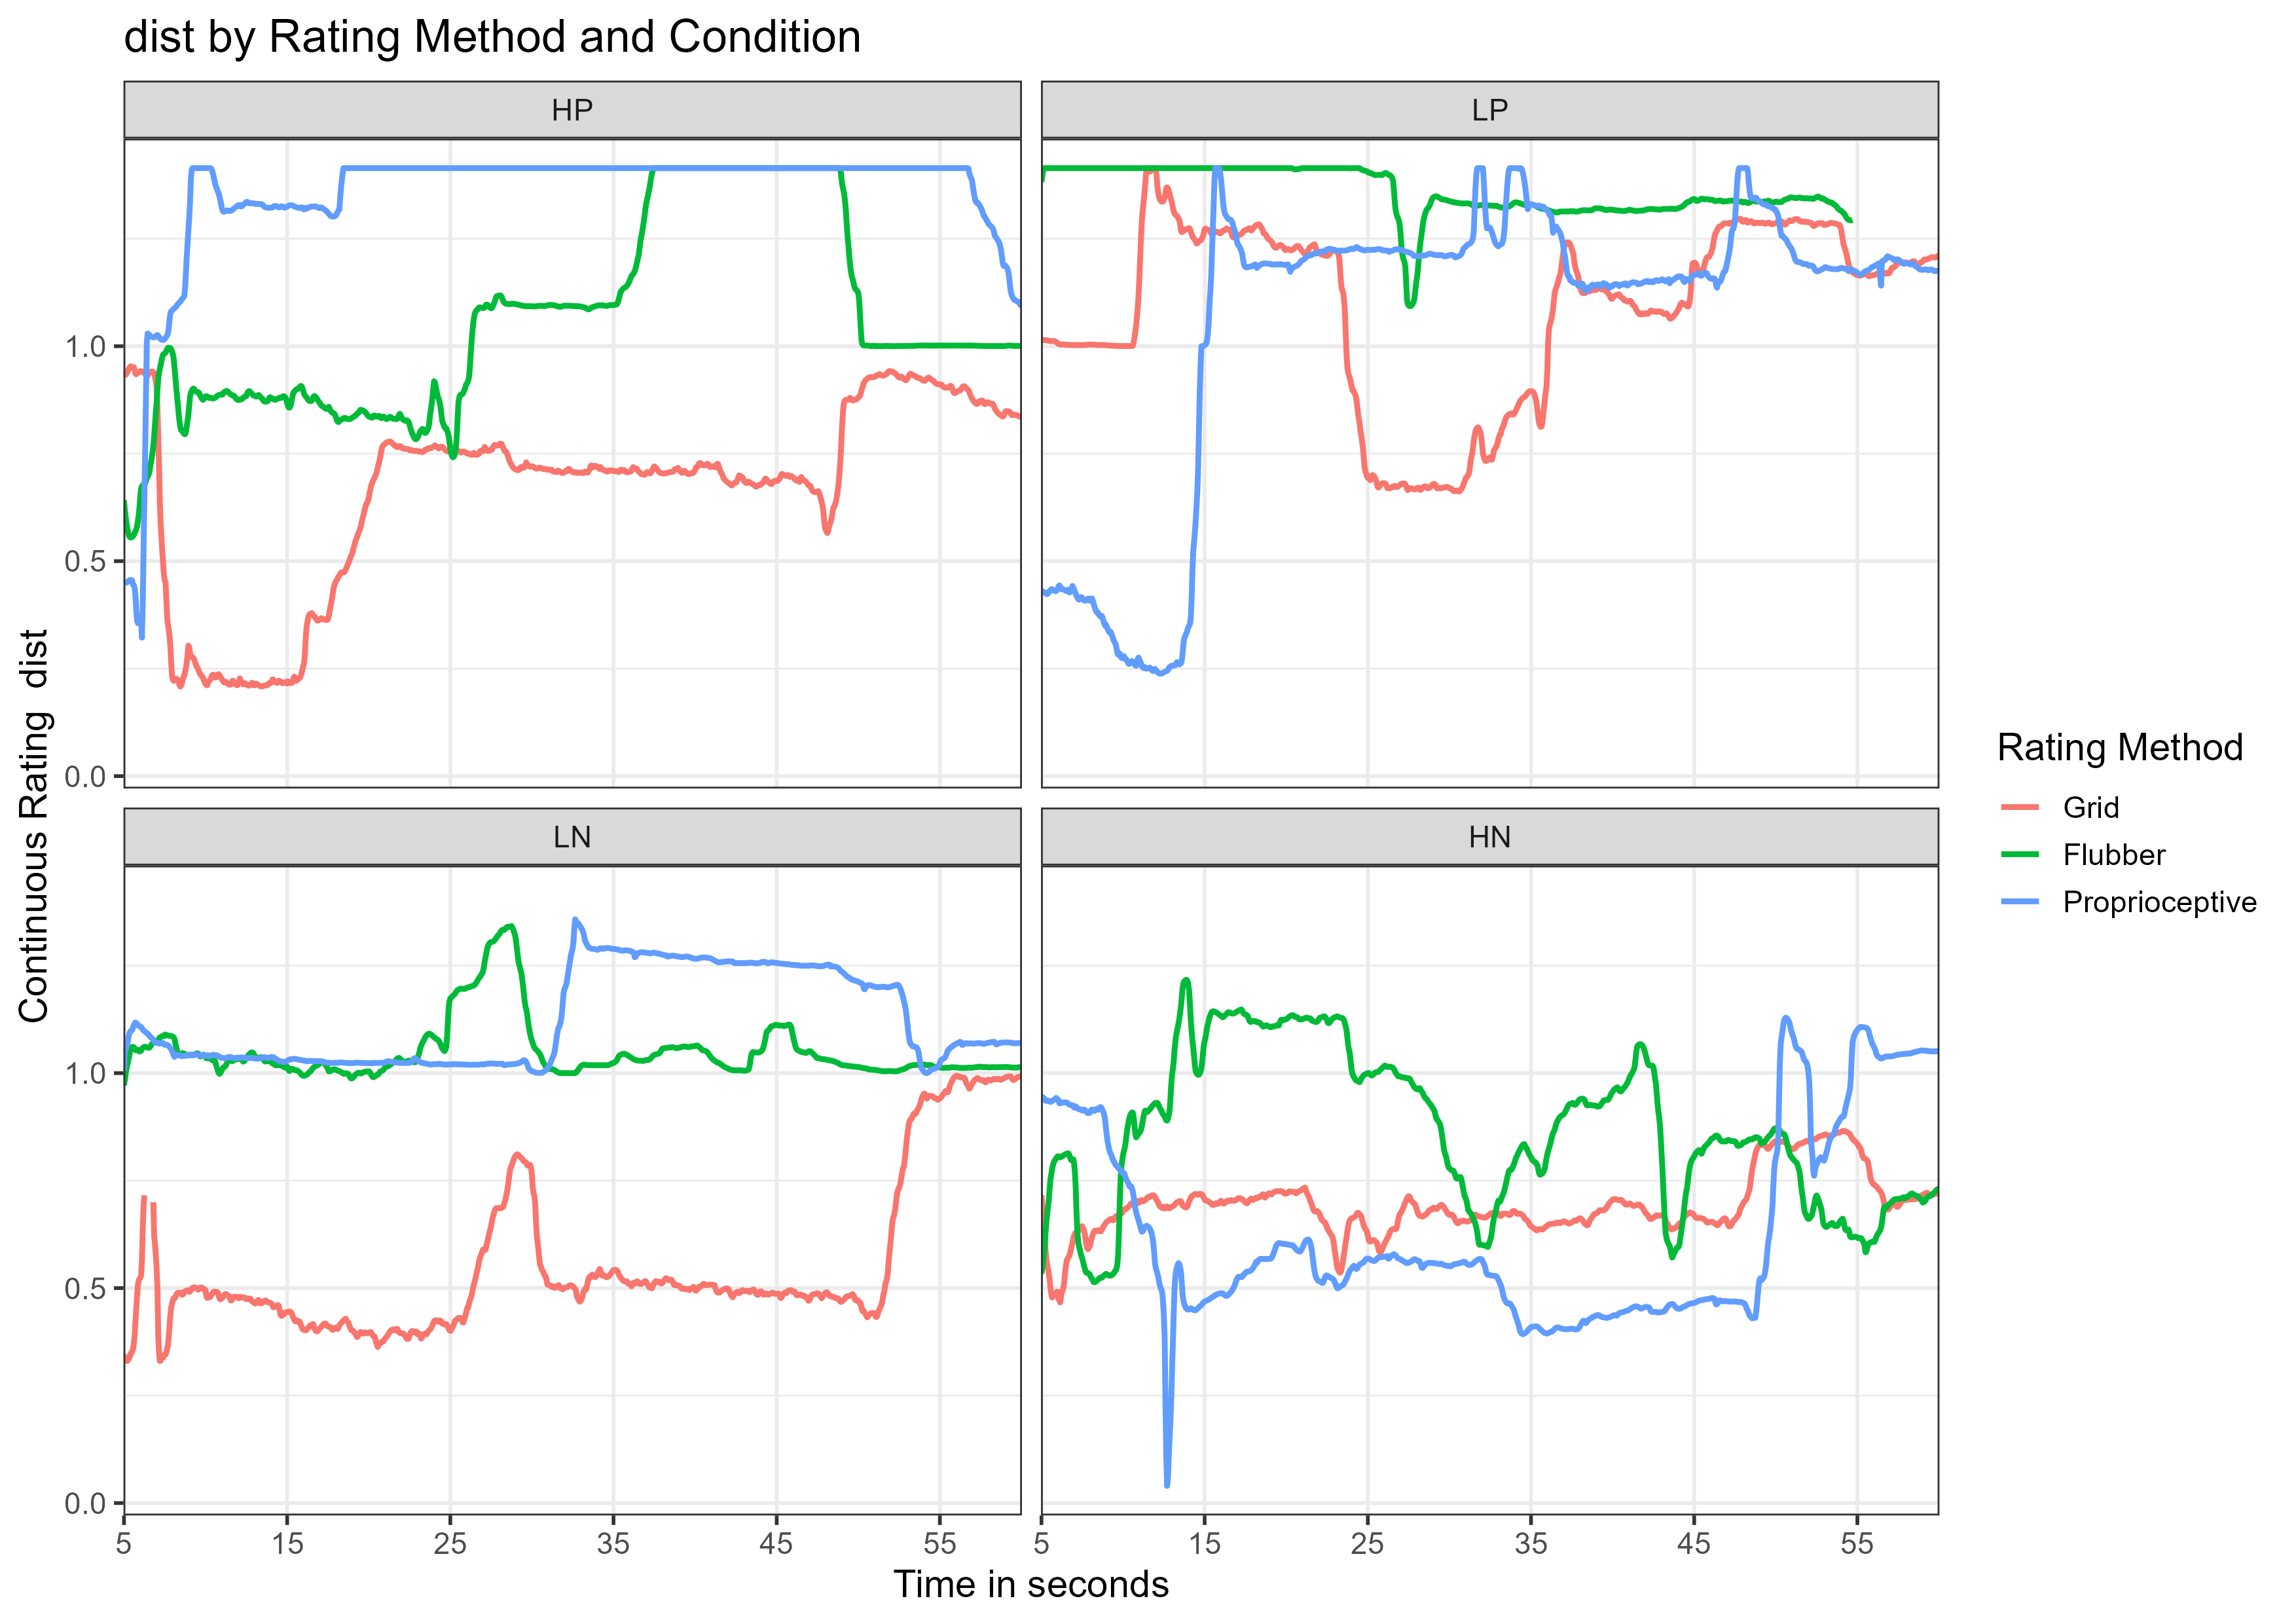 dist by Rating Method and Condition
HP
LP
1.0
0.5
0.0
LN
HN
1.0
0.5
0.0
5 15 25 35 45 55
5 15 25 35 45 55
Time in seconds
Continuous Rating dist
Rating Method
Grid
Flubber
Proprioceptive